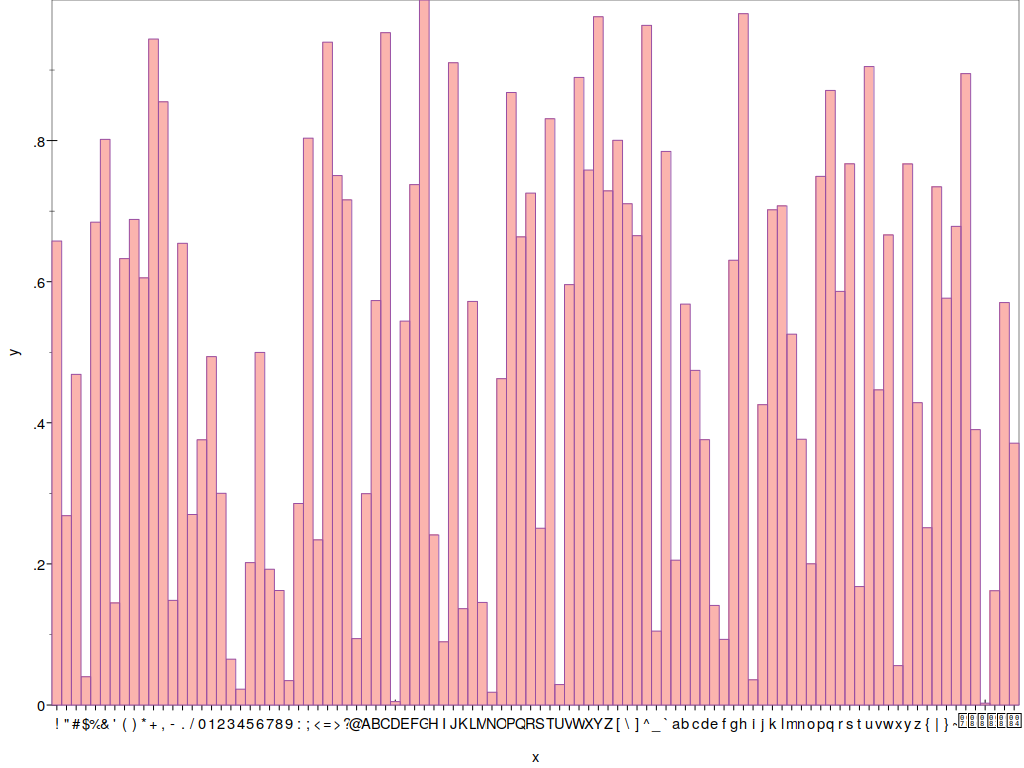 .8
.6
y
.4
.2
0
! " # $ % & ' ( ) * + , - . / 0 1 2 3 4 5 6 7 8 9 : ; < = > ? @ A B C D E F G H I J K L M N O P Q R S T U V W X Y Z [ \ ] ^ _ ` a b c d e f g h i j k l m n o p q r s t u v w x y z { | } ~
x